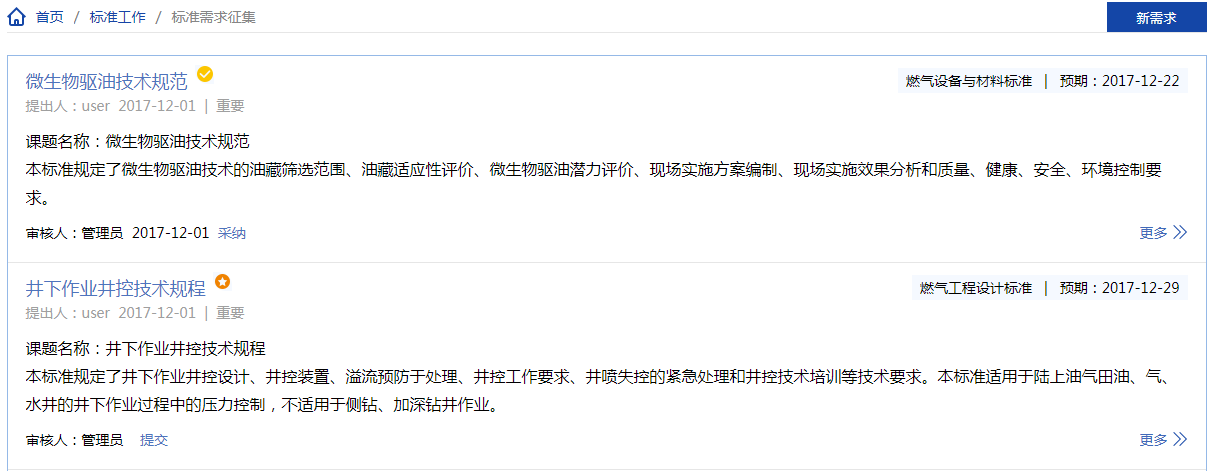 首页 / 标准工作 / 标准需求征集
新需求
微生物驱油技术规范
燃气设备与材料标准 | 预期：2017-12-22
提出人：user 2017-12-01 | 重要
课题名称：微生物驱油技术规范
本标准规定了微生物驱油技术的油藏筛选范围、油藏适应性评价、微生物驱油潜力评价、现场实施方案编制、现场实施效果分析和质量、健康、安全、环境控制要
求。
审核人：管理员 2017-12-01 采纳
更多
井下作业井控技术规程
燃气工程设计标准 | 预期：2017-12-29
提出人：user 2017-12-01 | 重要
课题名称：井下作业井控技术规程
本标准规定了井下作业井控设计、井控装置、溢流预防于处理、井控工作要求、井喷失控的紧急处理和井控技术培训等技术要求。本标准适用于陆上油气田油、气、
水井的井下作业过程中的压力控制，不适用于侧钻、加深钻井作业。
审核人：管理员 提交
更多